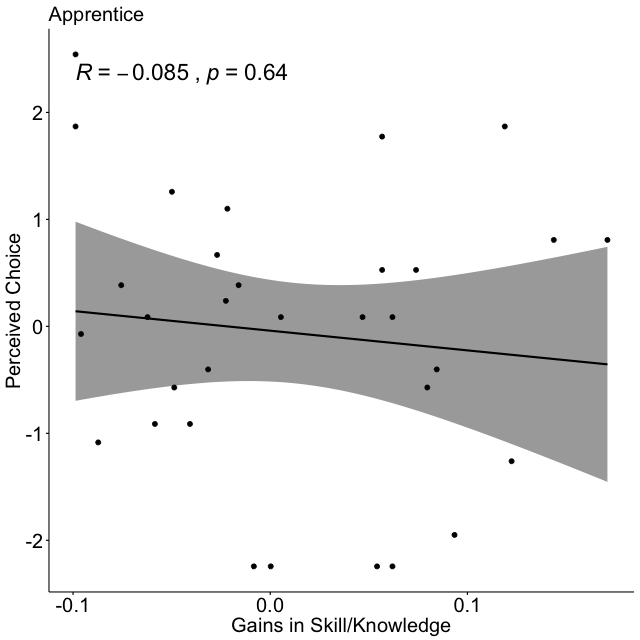 Apprentice
R = −0.085 , p = 0.64
Perceived Choice
2
1
0
-1
-2
-0.1
0.0
0.1
Gains in Skill/Knowledge